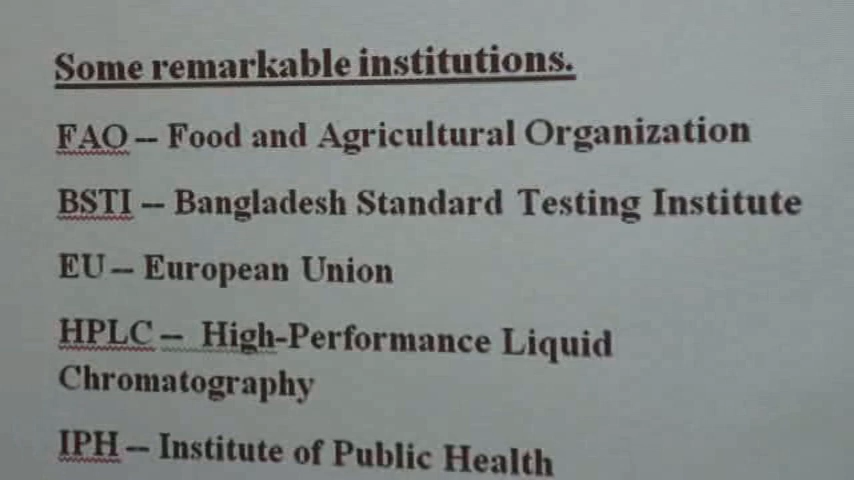 Some remarkable institutions.
FAO – Food and Agricultural Organization
BSTI – Bangladesh Standard Testing Institute
EU – European Union
HPLC – High-Performance Liquid
Chromatography
IPH – Institute of Public Health